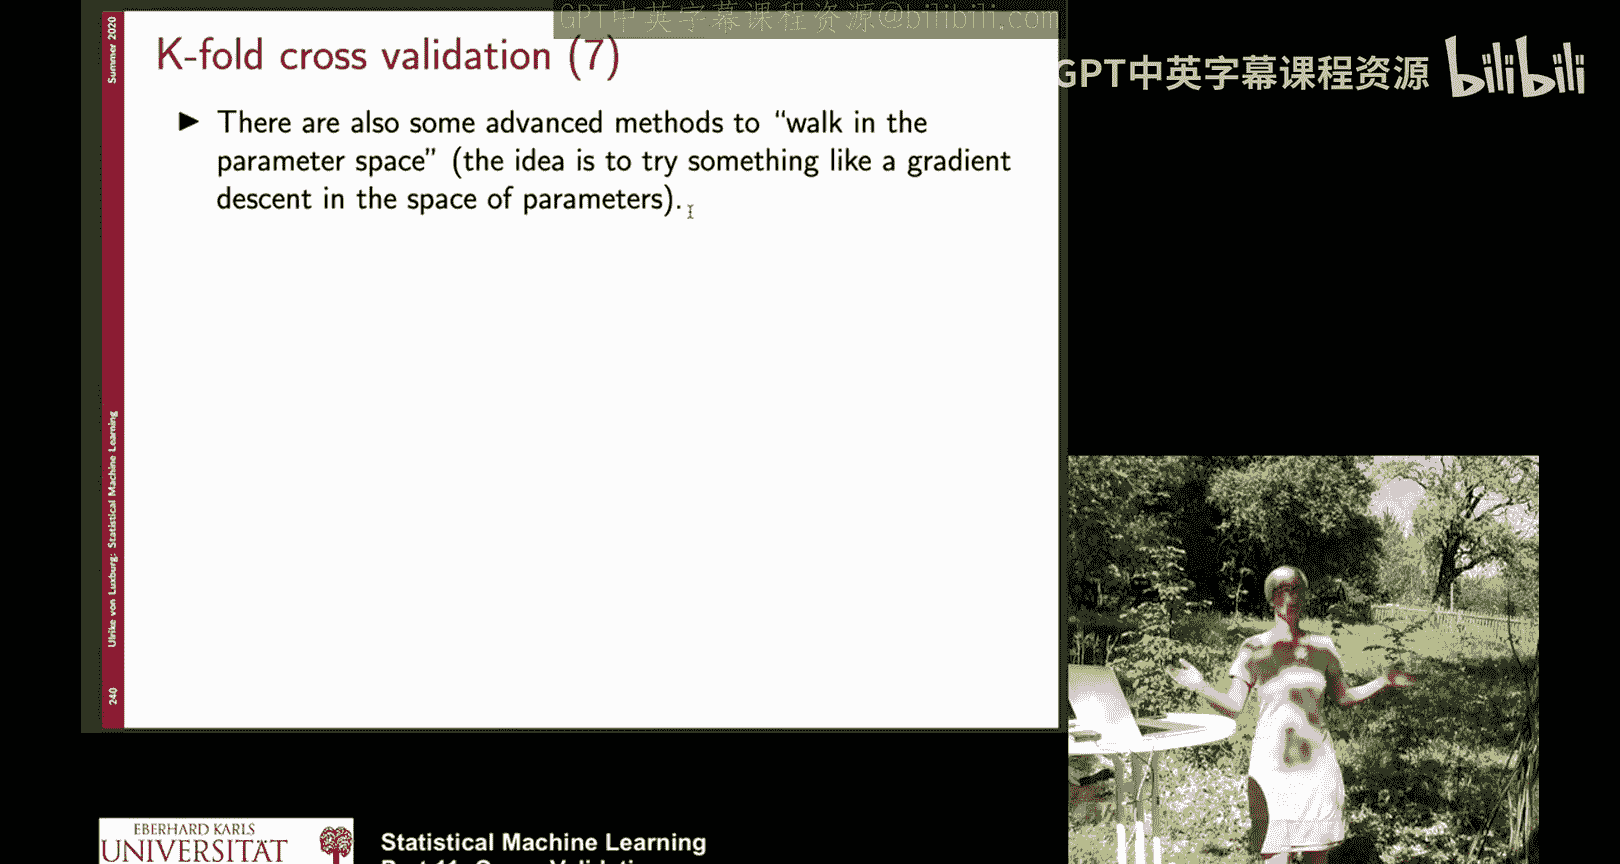 GPT中英字幕课程资源@bilibili.com
K-fold cross validation (7)
GPT中英字幕课程资源 bilibili
Summer 2020
► There are also some advanced methods to “walk in the
parameter space” (the idea is to try something like a gradient
descent in the space of parameters).
Ulrike von Luxburg: Statistical Machine Learning
240
EBERHARD KARLS
UNIVERSITÄT
Statistical Machine Learning